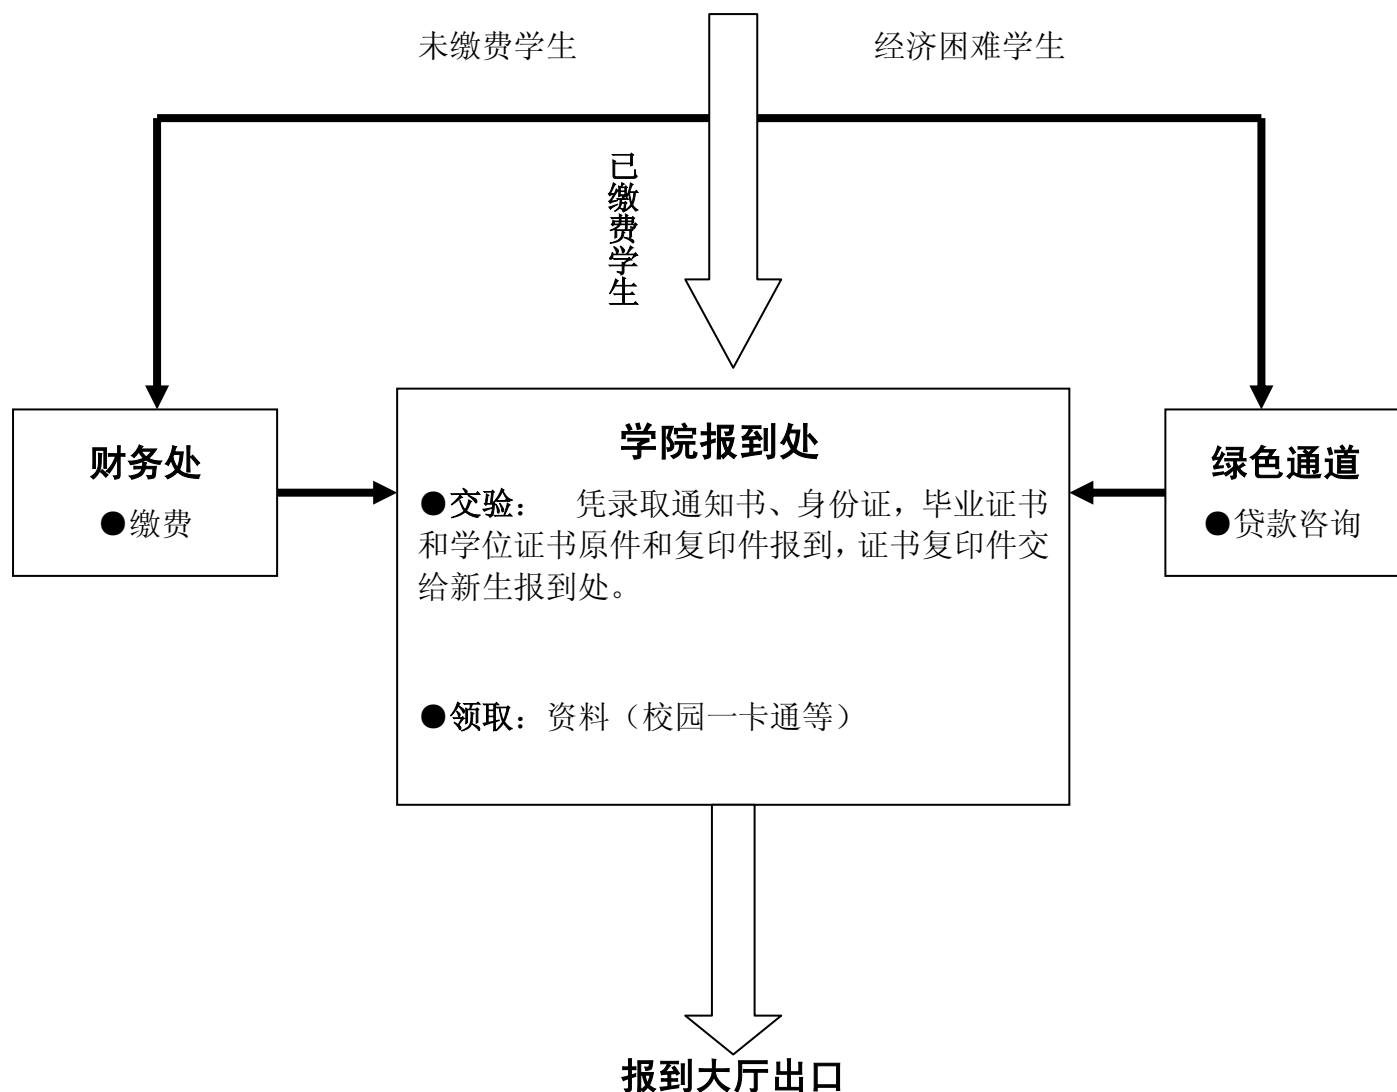 未缴费学生
经济困难学生
已缴费学生
财务处
●缴费
学院报到处
●交验： 凭录取通知书、身份证，毕业证书
和学位证书原件和复印件报到，证书复印件交
给新生报到处。
●领取：资料（校园一卡通等）
绿色通道
●贷款咨询
报到大厅出口